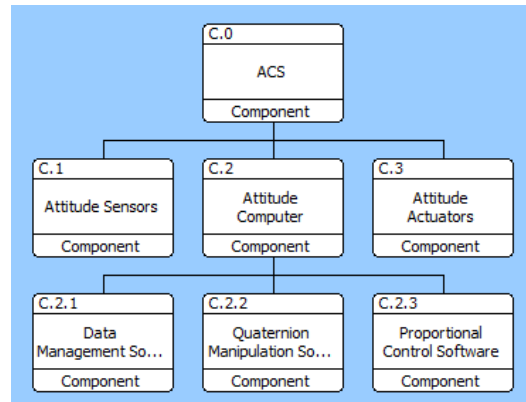 C.0
ACS
Component
C.1
Attitude Sensors
Component
C.2
Attitude
Computer
Component
C.3
Attitude
Actuators
Component
C.2.1
Data
Management So...
Component
C.2.2
Quaternion
Manipulation So...
Component
C.2.3
Proportional
Control Software
Component